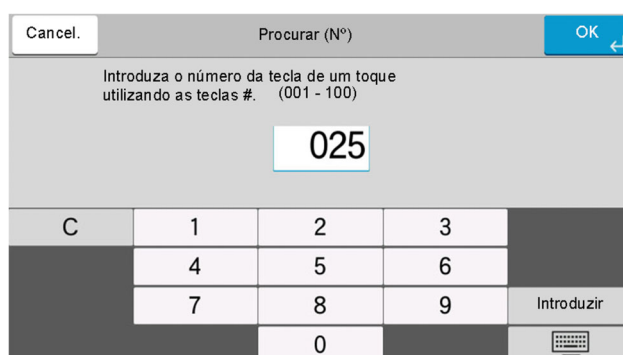 Cancel. Procurar (Nº) OK
Introduza o número da tecla de um toque
utilizando as teclas #. (001 - 100)
025
C 1 2 3
4 5 6
7 8 9 Introduzir
0